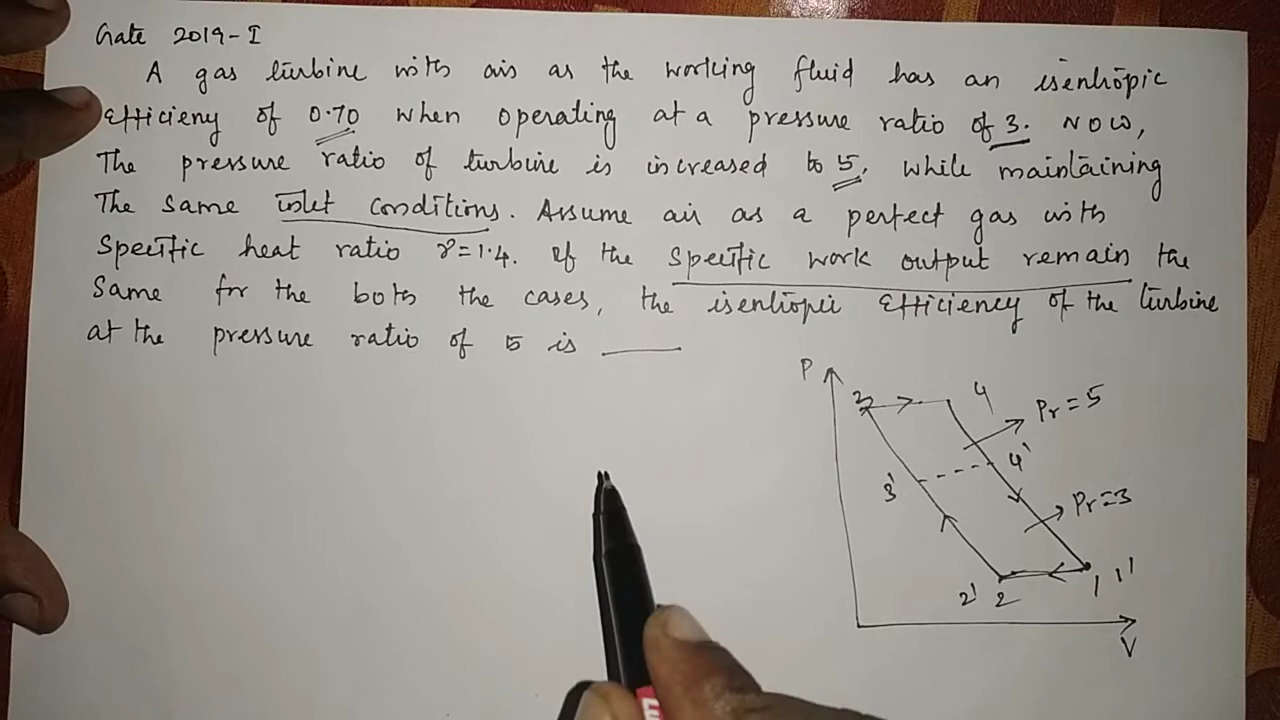 Gate 2019-I
A gas turbine with air as the working fluid has an isentropic
Efficieny of 0.70 when operating at a pressure ratio of 3. NOW,
The pressure ratio of turbine is increased to 5, while maintaining
The same inlet conditions. Assume air as a perfect gas with
Specific heat ratio γ=1.4. If the specific work output remain the
Same for the both the cases, the isentropic Efficiency of the turbine
at the pressure ratio of 5 is ____
P
3
4
Pr=5
3'
4'
Pr=3
2' 2
1 1'
V